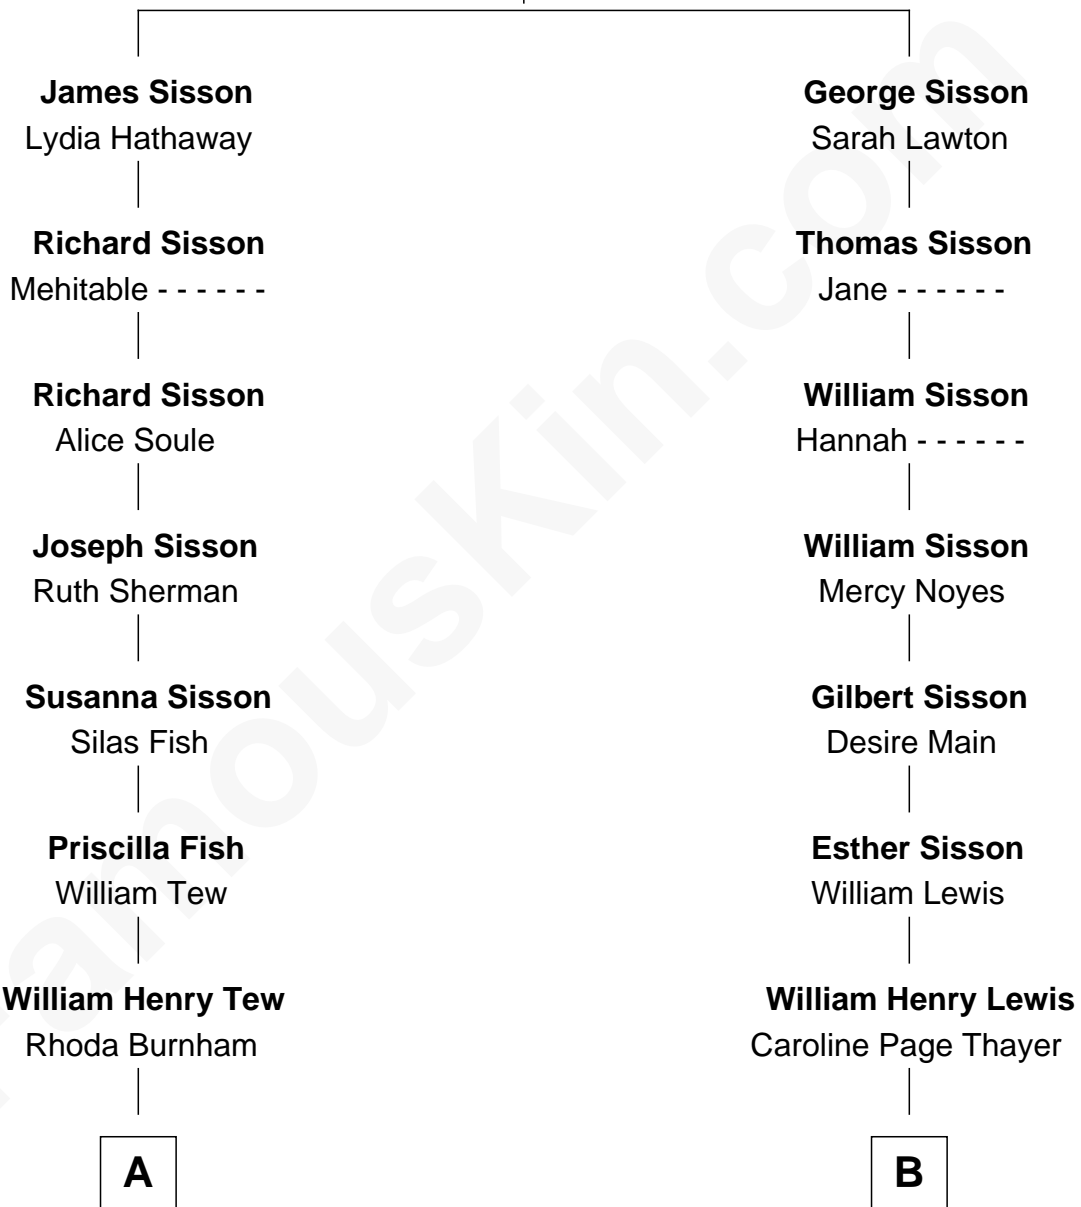 James Sisson
Lydia Hathaway
Richard Sisson
Mehitable - - - - - -
Richard Sisson
Alice Soule
Joseph Sisson
Ruth Sherman
Susanna Sisson
Silas Fish
Priscilla Fish
William Tew
William Henry Tew
Rhoda Burnham
A
George Sisson
Sarah Lawton
Thomas Sisson
Jane - - - - - -
William Sisson
Hannah - - - - - -
William Sisson
Mercy Noyes
Gilbert Sisson
Desire Main
Esther Sisson
William Lewis
William Henry Lewis
Caroline Page Thayer
B
FamousKin.com